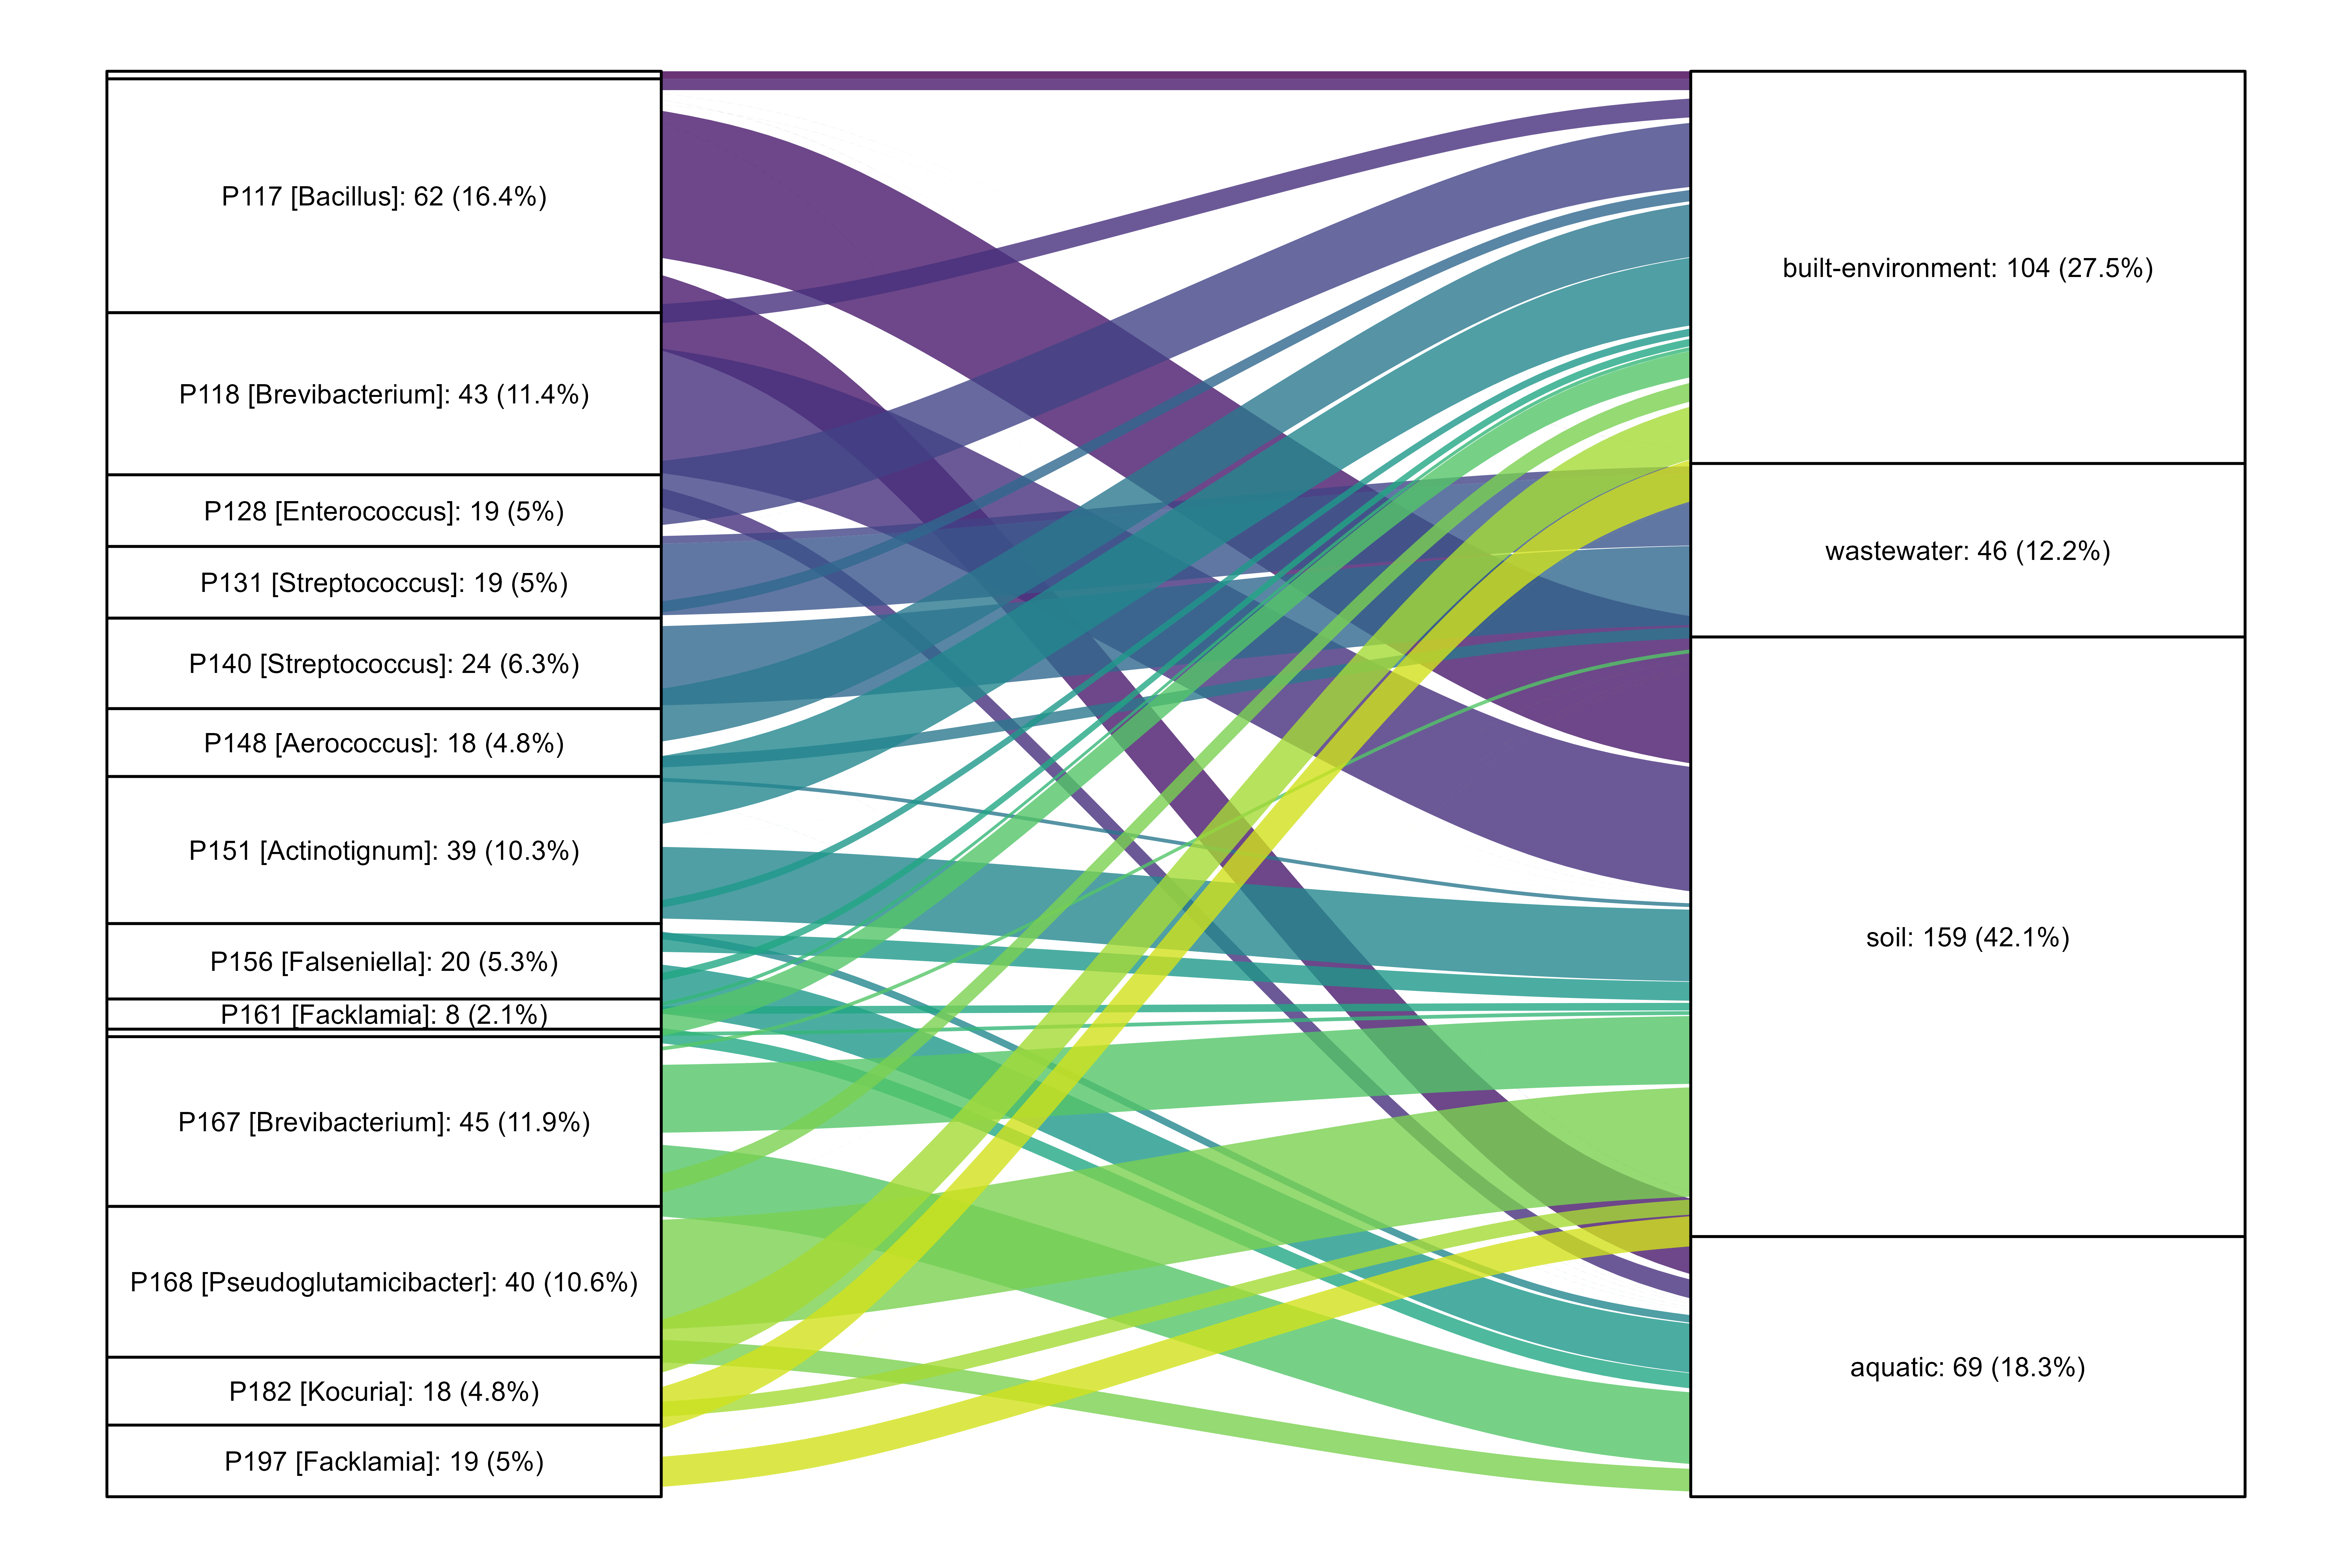 P117 [Bacillus]: 62 (16.4%)
P118 [Brevibacterium]: 43 (11.4%)
P128 [Enterococcus]: 19 (5%)
P131 [Streptococcus]: 19 (5%)
P140 [Streptococcus]: 24 (6.3%)
P148 [Aerococcus]: 18 (4.8%)
P151 [Actinotignum]: 39 (10.3%)
P156 [Falseniella]: 20 (5.3%)
P161 [Facklamia]: 8 (2.1%)
P167 [Brevibacterium]: 45 (11.9%)
P168 [Pseudoglutamicibacter]: 40 (10.6%)
P182 [Kocuria]: 18 (4.8%)
P197 [Facklamia]: 19 (5%)
built-environment: 104 (27.5%)
wastewater: 46 (12.2%)
soil: 159 (42.1%)
aquatic: 69 (18.3%)